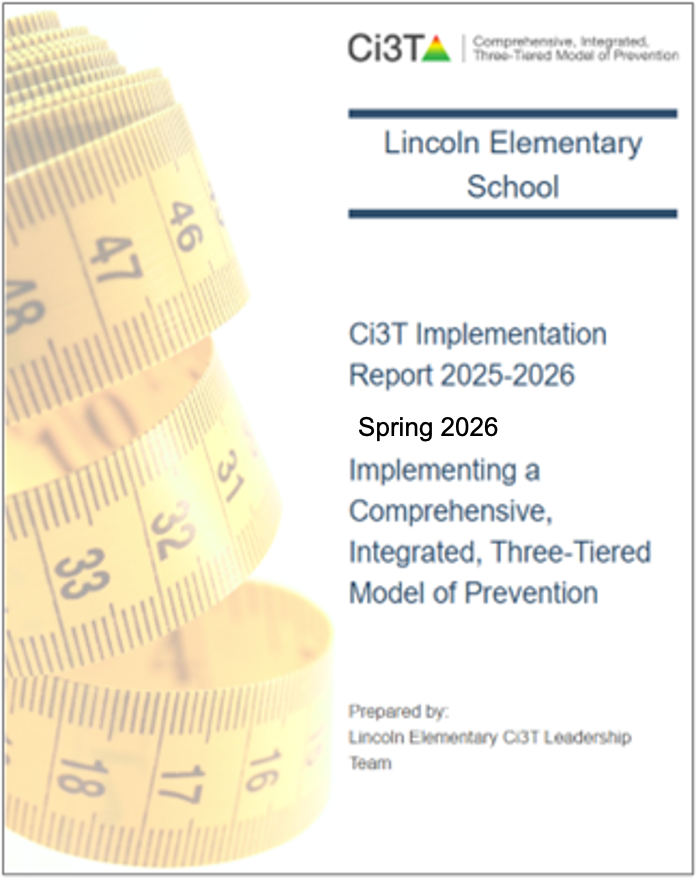 Ci3T
Comprehensive, Integrated,
Three-Tiered Model of Prevention
Lincoln Elementary
School
Ci3T Implementation
Report 2025-2026
Spring 2026
Implementing a
Comprehensive,
Integrated, Three-Tiered
Model of Prevention
Prepared by:
Lincoln Elementary Ci3T Leadership
Team
46
47
48
10
31
32
33
16
17
18